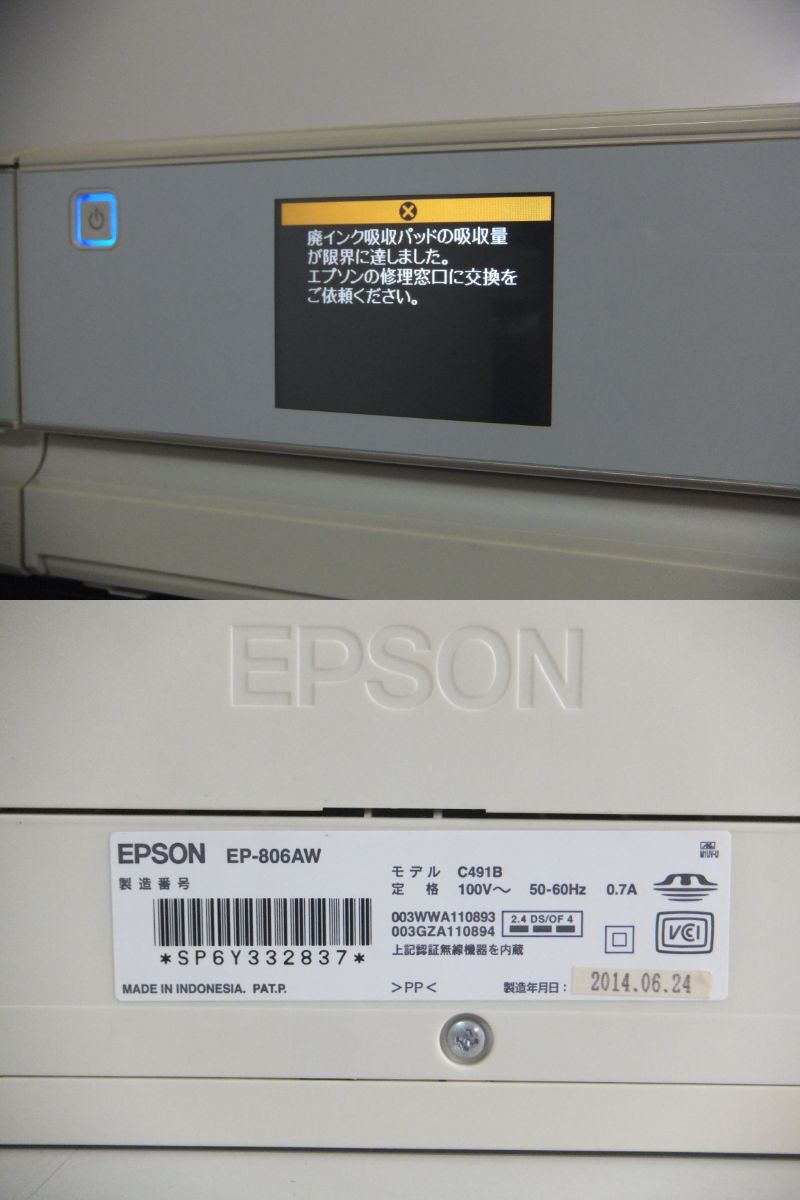 廃インク吸収パッドの吸収量
が限界に達しました。
エプソンの修理窓口に交換を
ご依頼ください。
EPSON
EPSON EP-806AW
製造番号
*SP6Y332837*
MADE IN INDONESIA. PAT.P.
モデル C491B
定格 100V～ 50-60Hz 0.7A
003WWA110893
003GZA110894
2.4 DS/OF 4
上記認証無線機器を内蔵
>PP<
製造年月日： 2014.06.24
VCI